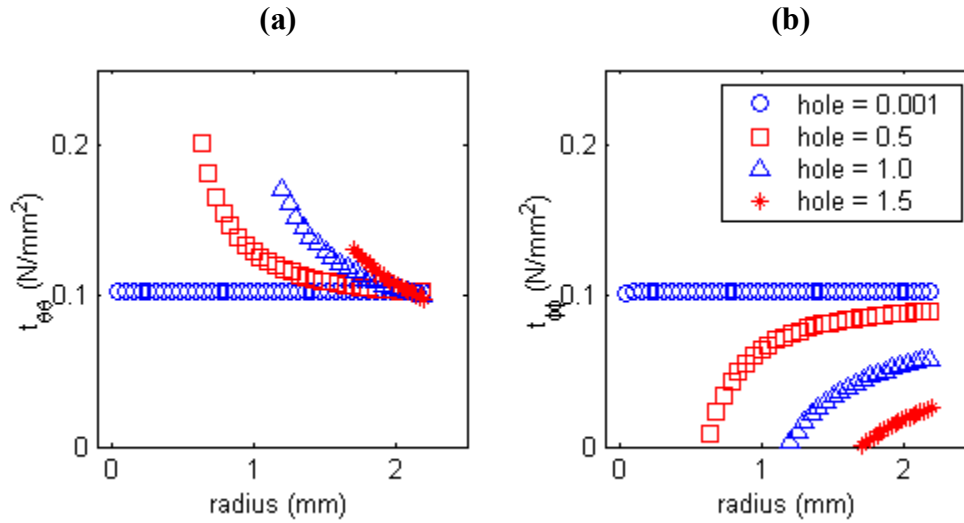 (a)
0.2
0.1
0
t_θθ (N/mm²)
0 1 2
radius (mm)
(b)
0.2
0.1
0
t_ϕϕ (N/mm²)
0 1 2
radius (mm)
hole = 0.001
hole = 0.5
hole = 1.0
hole = 1.5